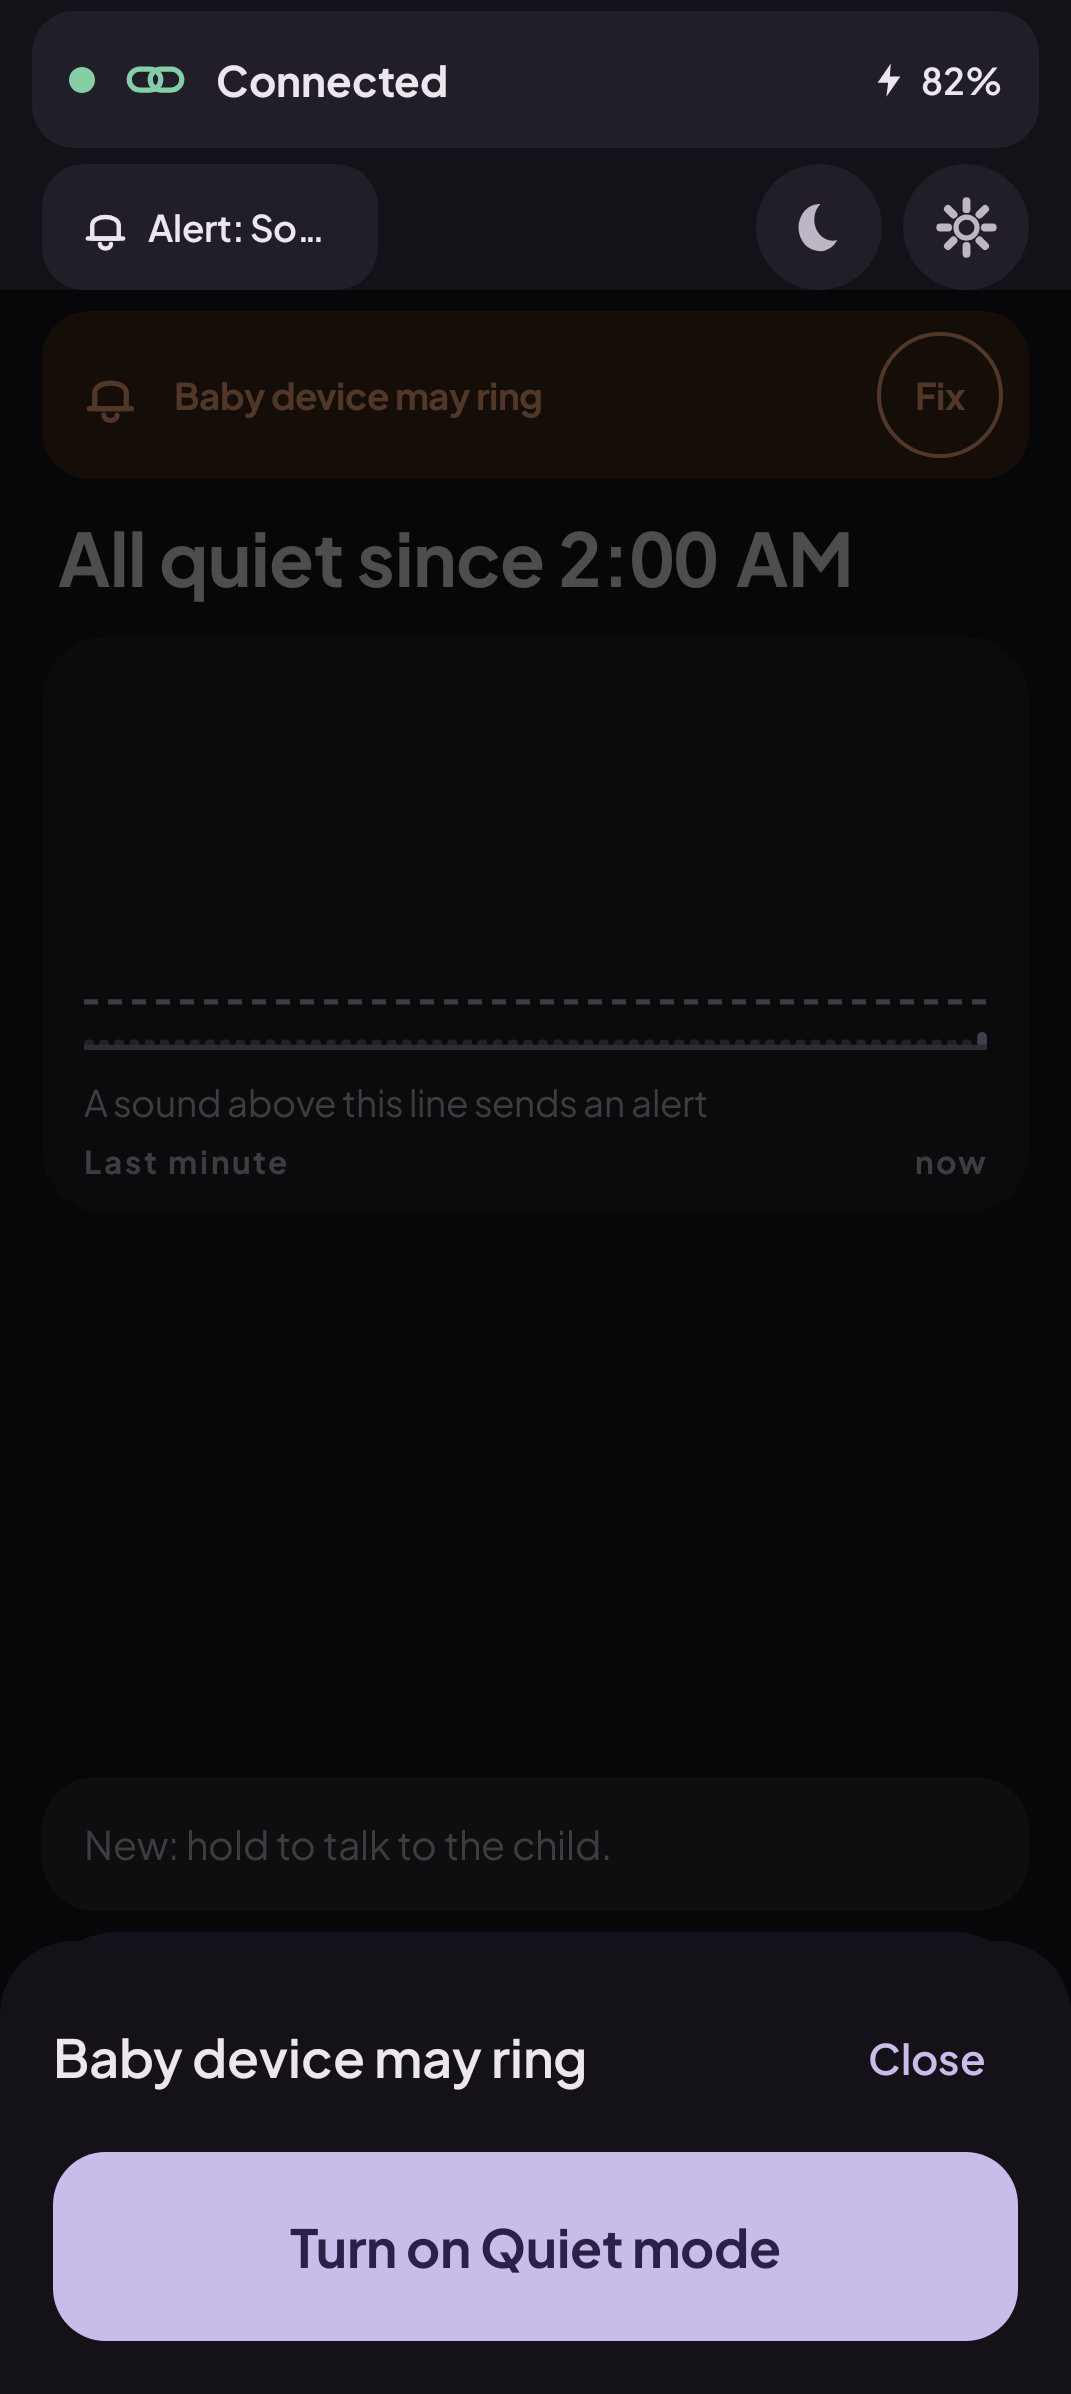 Connected
82%
Alert: So...
Baby device may ring
Fix
All quiet since 2:00 AM
A sound above this line sends an alert
Last minute
now
New: hold to talk to the child.
Baby device may ring
Close
Turn on Quiet mode